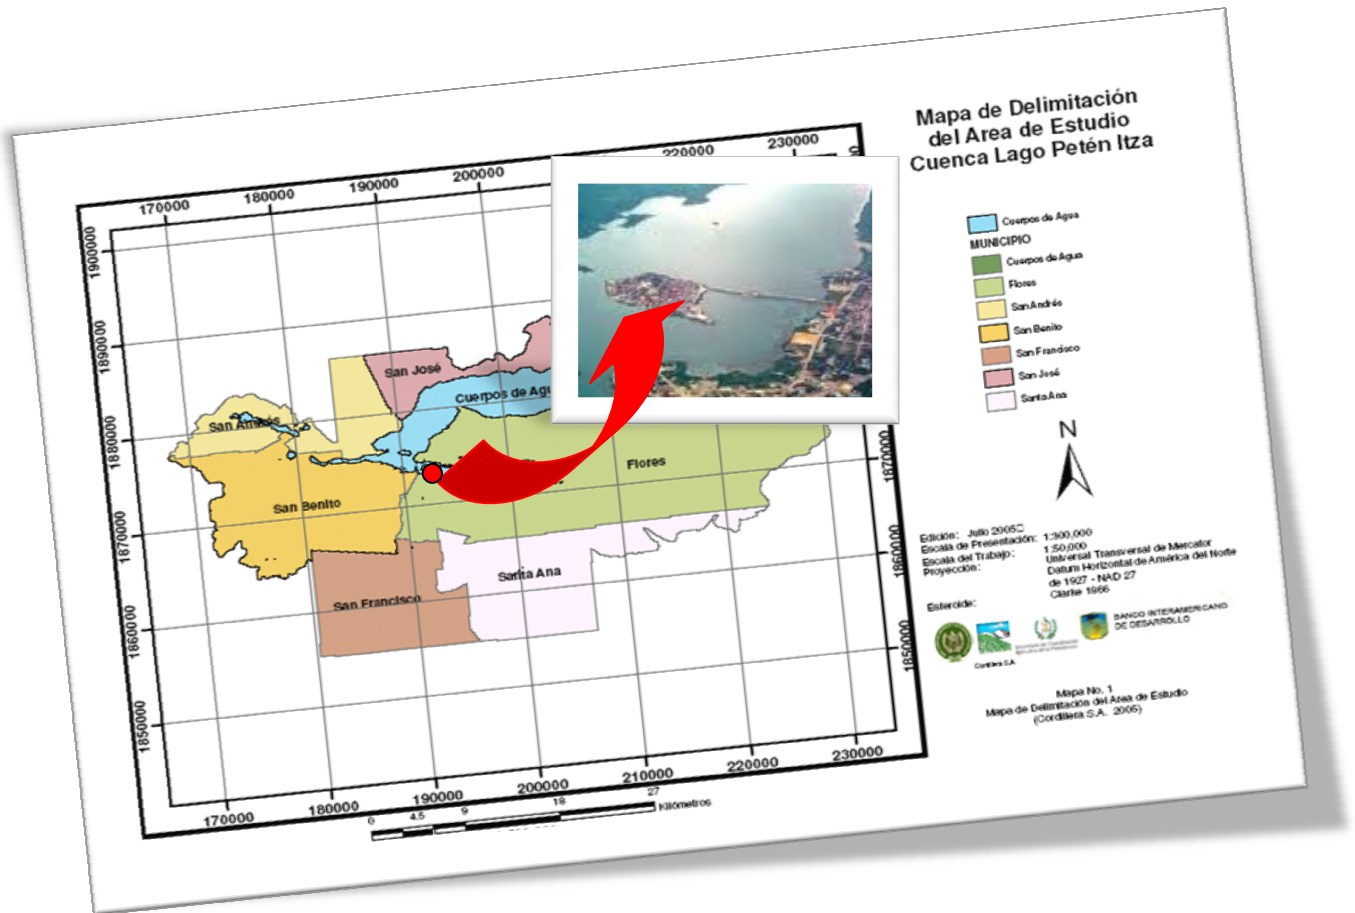 Mapa de Delimitación
del Area de Estudio
Cuenca Lago Petén Itza
170000
180000
190000
200000
220000
230000
1900000
1890000
1880000
1870000
1860000
1850000
1870000
1860000
1850000
San José
Cuerpos de Agu
San Andrés
San Benito
Flores
San Francisco
Santa Ana
170000
180000
190000
200000
210000
220000
230000
0 4.5 9 18 27
Kilómetros
Cuerpos de Agua
MUNICIPIO
Cuerpos de Agua
Flores
San Andrés
San Benito
San Francisco
San José
Santa Ana
N
Edición: Julio 2005
Escala de Presentación: 1:300,000
Escala del Trabajo: 1:50,000
Proyección: Universal Transversal de Mercator
Datum Horizontal de América del Norte
de 1927 - NAD 27
Esferoide: Clarke 1866
BANCO INTERAMERICANO
DE DESARROLLO
Cordillera S.A.
Mapa No. 1
Mapa de Delimitación del Area de Estudio
(Cordillera S.A. 2005)